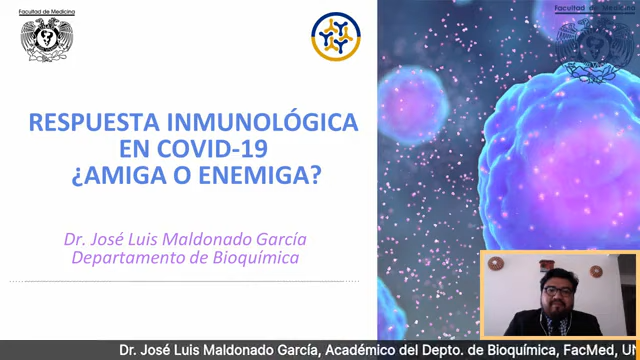 Facultad de Medicina
Facultad de Medicina
RESPUESTA INMUNOLÓGICA
EN COVID-19
¿AMIGA O ENEMIGA?
Dr. José Luis Maldonado García
Departamento de Bioquímica
Dr. José Luis Maldonado García, Académico del Depto. de Bioquímica, FacMed, UN